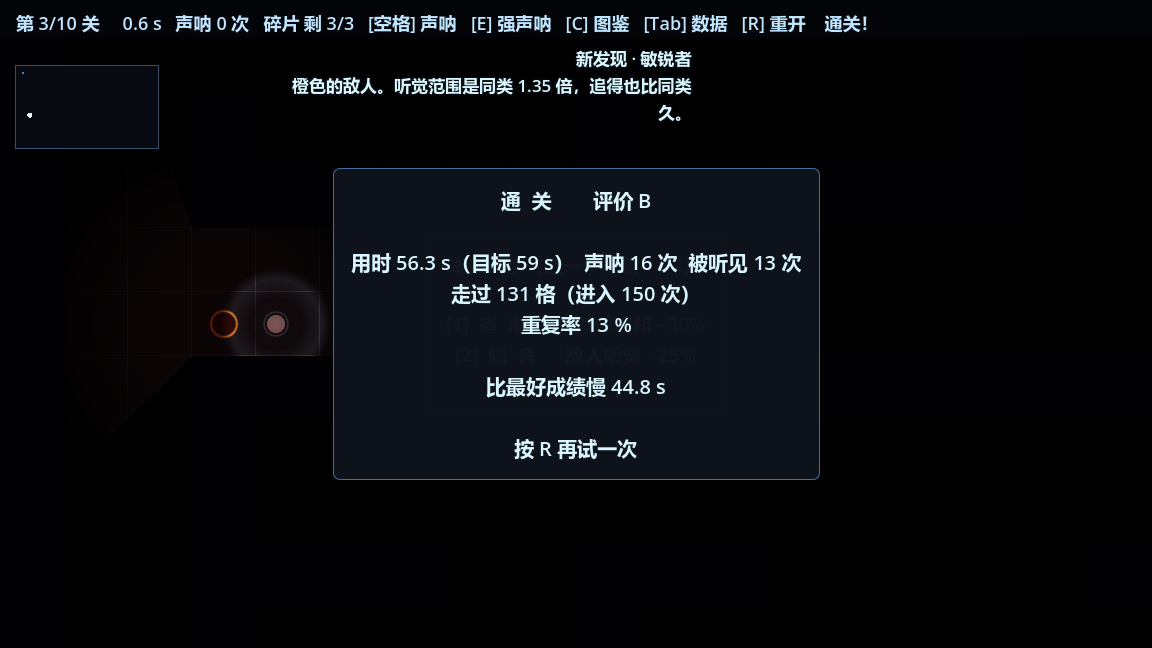 第 3/10 关 0.6 s 声呐 0 次 碎片 剩 3/3 [空格] 声呐 [E] 强声呐 [C] 图鉴 [Tab] 数据 [R] 重开 通关！
新发现 · 敏锐者
橙色的敌人。听觉范围是同类 1.35 倍，追得也比同类
久。
通 关 评价 B
用时 56.3 s（目标 59 s） 声呐 16 次 被听见 13 次
走过 131 格（进入 150 次）
重复率 13 %
比最好成绩慢 44.8 s
按 R 再试一次